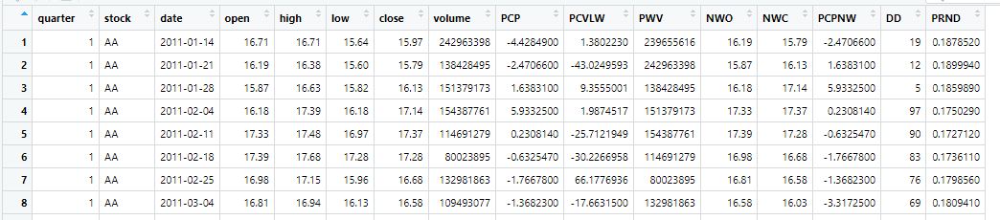 quarter stock date open high low close volume PCP PCVLW PWV NWO NWC PCPNW DD PRND
1 1 AA 2011-01-14 16.71 16.71 15.64 15.97 242963398 -4.4284900 1.3802230 239655616 16.19 15.79 -2.4706600 19 0.1878520
2 1 AA 2011-01-21 16.19 16.38 15.60 15.79 138428495 -2.4706600 -43.0249593 242963398 15.87 16.13 1.6383100 12 0.1899940
3 1 AA 2011-01-28 15.87 16.63 15.82 16.13 151379173 1.6383100 9.3555001 138428495 16.18 17.14 5.9332500 5 0.1859890
4 1 AA 2011-02-04 16.18 17.39 16.18 17.14 154387761 5.9332500 1.9874517 151379173 17.33 17.37 0.2308140 97 0.1750290
5 1 AA 2011-02-11 17.33 17.48 16.97 17.37 114691279 0.2308140 -25.7121949 154387761 17.39 17.28 -0.6325470 90 0.1727120
6 1 AA 2011-02-18 17.39 17.68 17.28 17.28 80023895 -0.6325470 -30.2266958 114691279 16.98 16.68 -1.7667800 83 0.1736110
7 1 AA 2011-02-25 16.98 17.15 15.96 16.68 132981863 -1.7667800 66.1776936 80023895 16.81 16.58 -1.3682300 76 0.1798560
8 1 AA 2011-03-04 16.81 16.94 16.13 16.58 109493077 -1.3682300 -17.6631500 132981863 16.58 16.03 -3.3172500 69 0.1809410